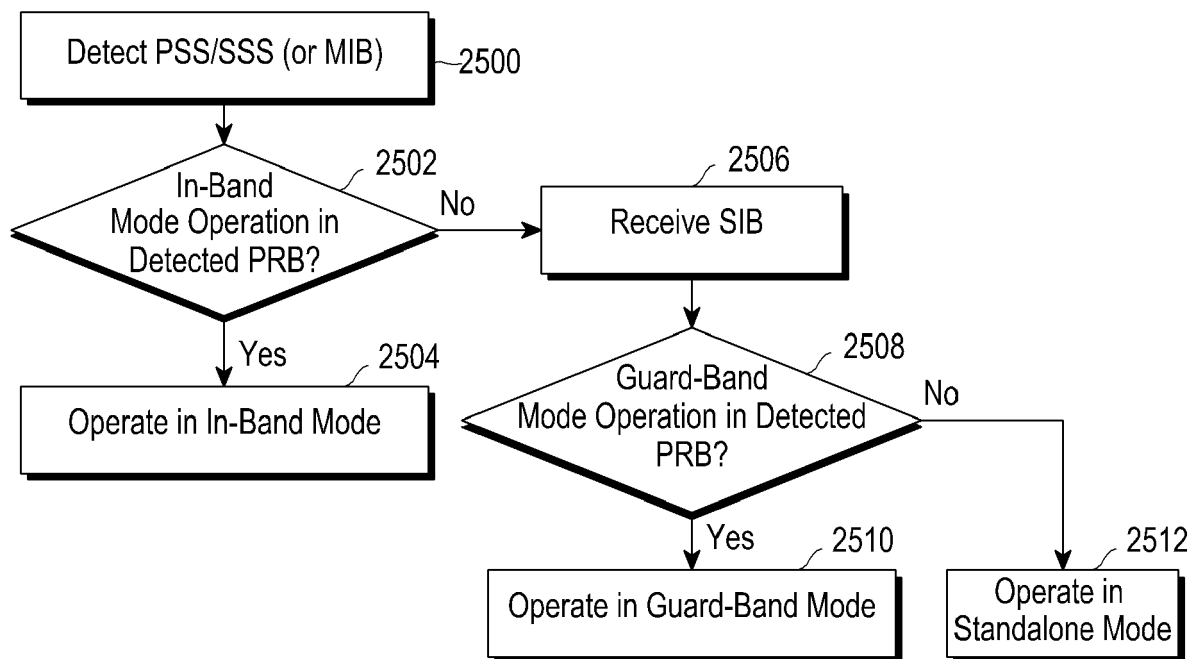 Detect PSS/SSS (or MIB)
2500
2502
In-Band
Mode Operation in
Detected PRB?
No
2506
Receive SIB
Yes
2504
Operate in In-Band Mode
2508
Guard-Band
Mode Operation in Detected
PRB?
No
Yes
2510
Operate in Guard-Band Mode
2512
Operate in
Standalone Mode